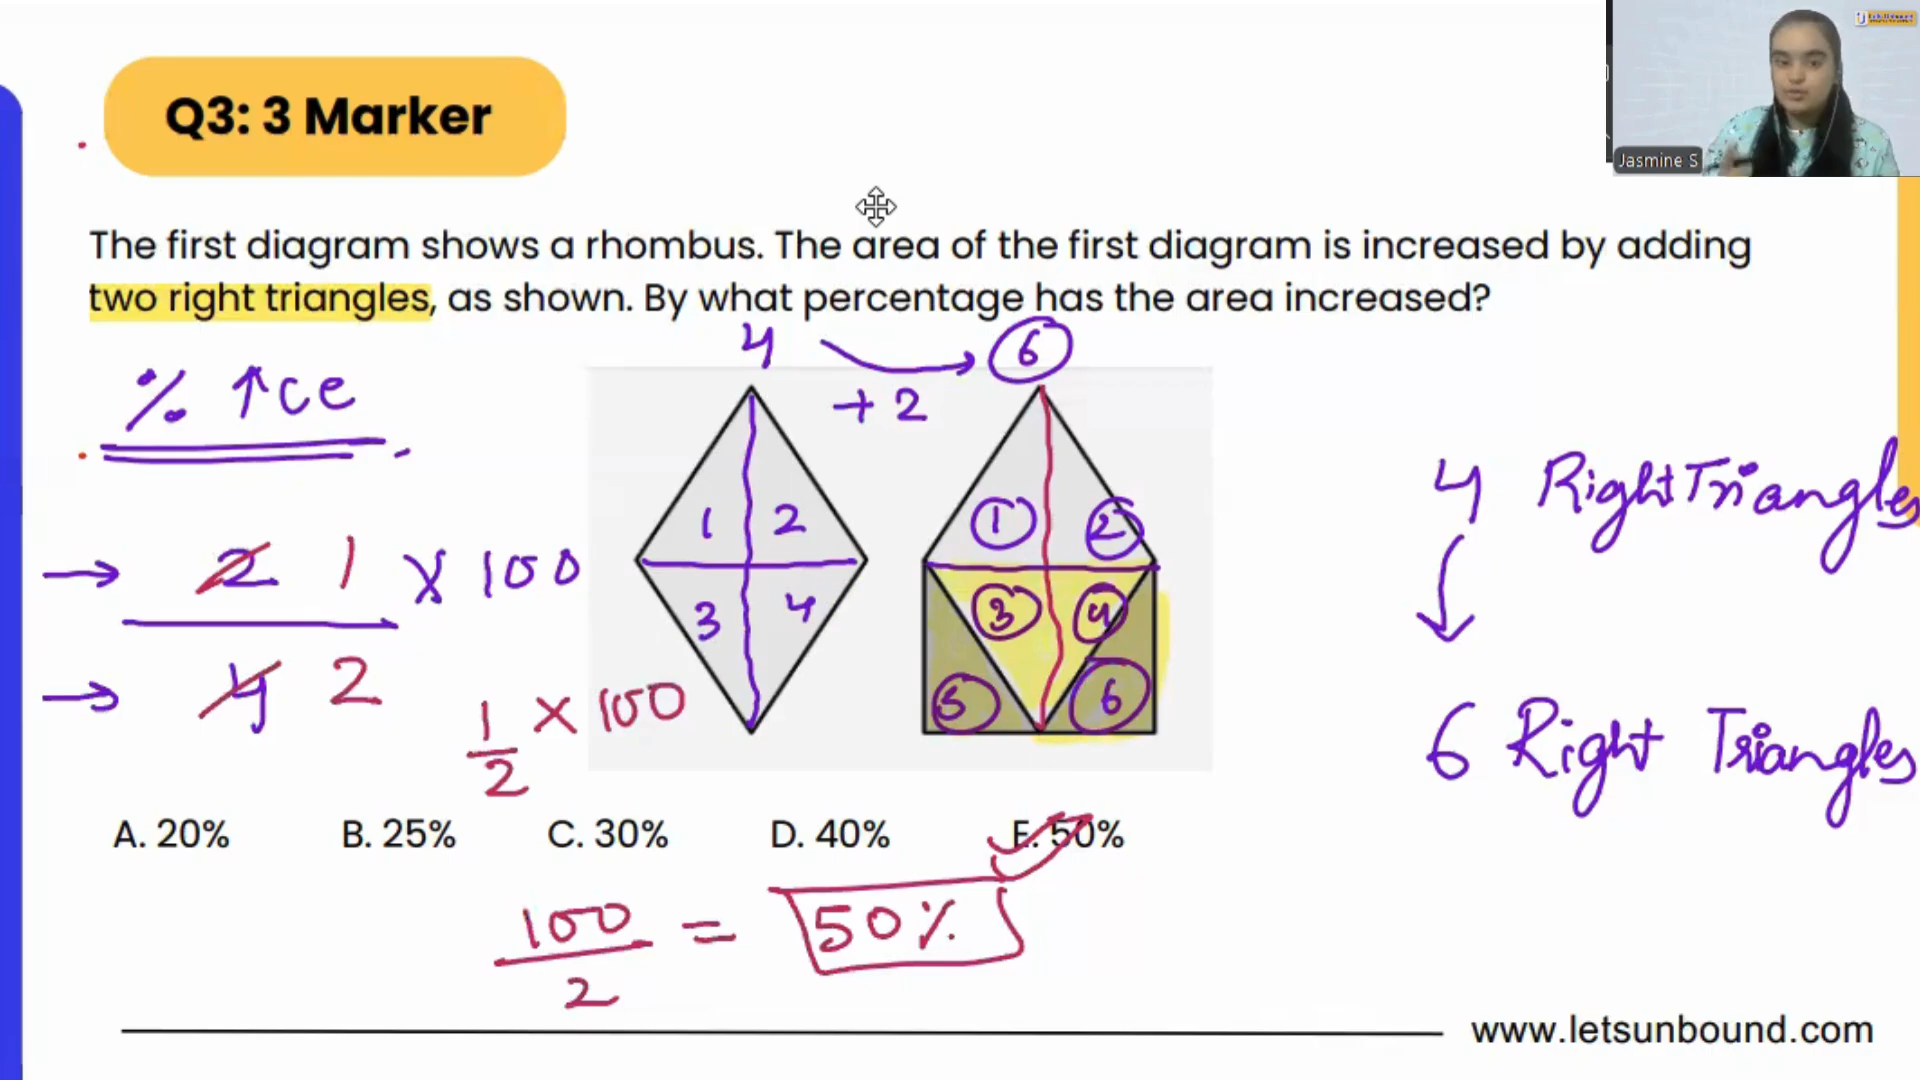 Q3: 3 Marker
Jasmine S
The first diagram shows a rhombus. The area of the first diagram is increased by adding
two right triangles, as shown. By what percentage has the area increased?
% ↑ce
4
+2
6
1 2
3 4
1 2
3 4
5 6
2 1 × 100
4 2
1/2 × 100
4 Right Triangles
6 Right Triangles
A. 20% B. 25% C. 30% D. 40% E. 50%
100/2 = 50%
www.letsunbound.com